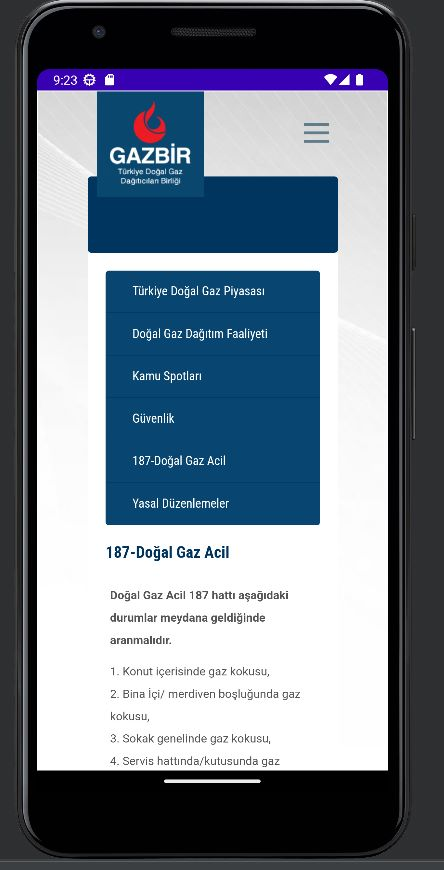 9:23
GAZBİR
Türkiye Doğal Gaz
Dağıtıcıları Birliği
Türkiye Doğal Gaz Piyasası
Doğal Gaz Dağıtım Faaliyeti
Kamu Spotları
Güvenlik
187-Doğal Gaz Acil
Yasal Düzenlemeler
187-Doğal Gaz Acil
Doğal Gaz Acil 187 hattı aşağıdaki
durumlar meydana geldiğinde
aranmalıdır.
1. Konut içerisinde gaz kokusu,
2. Bina İçi/ merdiven boşluğunda gaz
kokusu,
3. Sokak genelinde gaz kokusu,
4. Servis hattında/kutusunda gaz